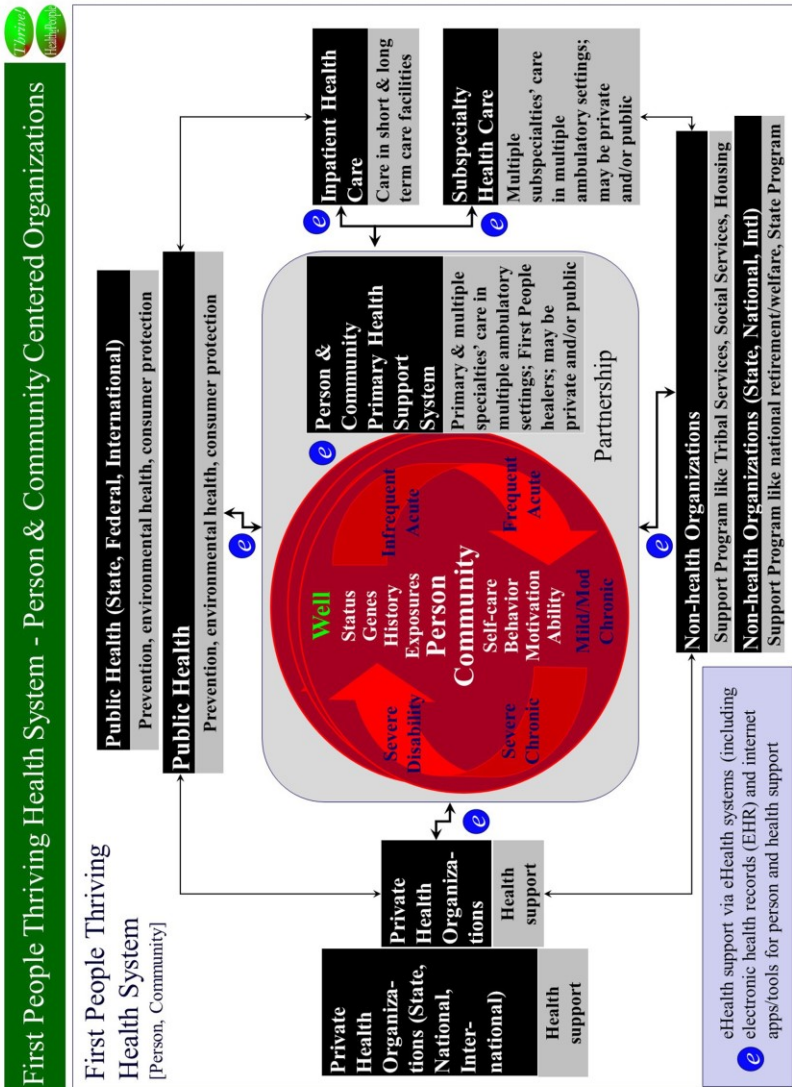 First People Thriving Health System - Person & Community Centered Organizations
Thrive!
HealthyPeople
First People Thriving
Health System
[Person, Community]
Public Health (State, Federal, International)
Prevention, environmental health, consumer protection
Public Health
Prevention, environmental health, consumer protection
e
Private
Health
Organiza-
tions (State,
National,
Inter-
national)
Health
support
Private
Health
Organiza-
tions
Health
support
e
Well
Infrequent
Acute
Frequent
Acute
Mild/Mod
Chronic
Severe
Chronic
Severe
Disability
Status
Genes
History
Exposures
Person
Community
Self-care
Behavior
Motivation
Ability
e
Person &
Community
Primary Health
Support
System
Primary & multiple
specialties’ care in
multiple ambulatory
settings; First People
healers; may be
private and/or public
Partnership
e
Inpatient Health
Care
Care in short & long
term care facilities
e
Subspecialty
Health Care
Multiple
subspecialties’ care
in multiple
ambulatory settings;
may be private
and/or public
e
Non-health Organizations
Support Program like Tribal Services, Social Services, Housing
Non-health Organizations (State, National, Intl)
Support Program like national retirement/welfare, State Program
e
eHealth support via eHealth systems (including
electronic health records (EHR) and internet
apps/tools for person and health support